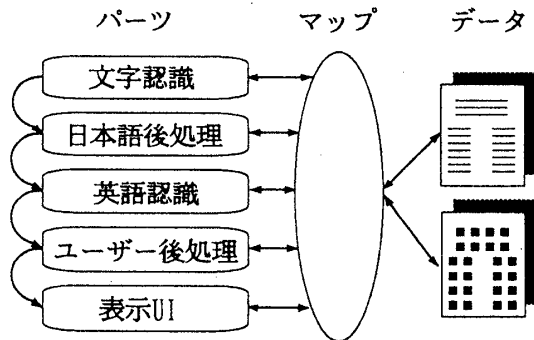 パーツ マップ データ
文字認識
日本語後処理
英語認識
ユーザー後処理
表示UI